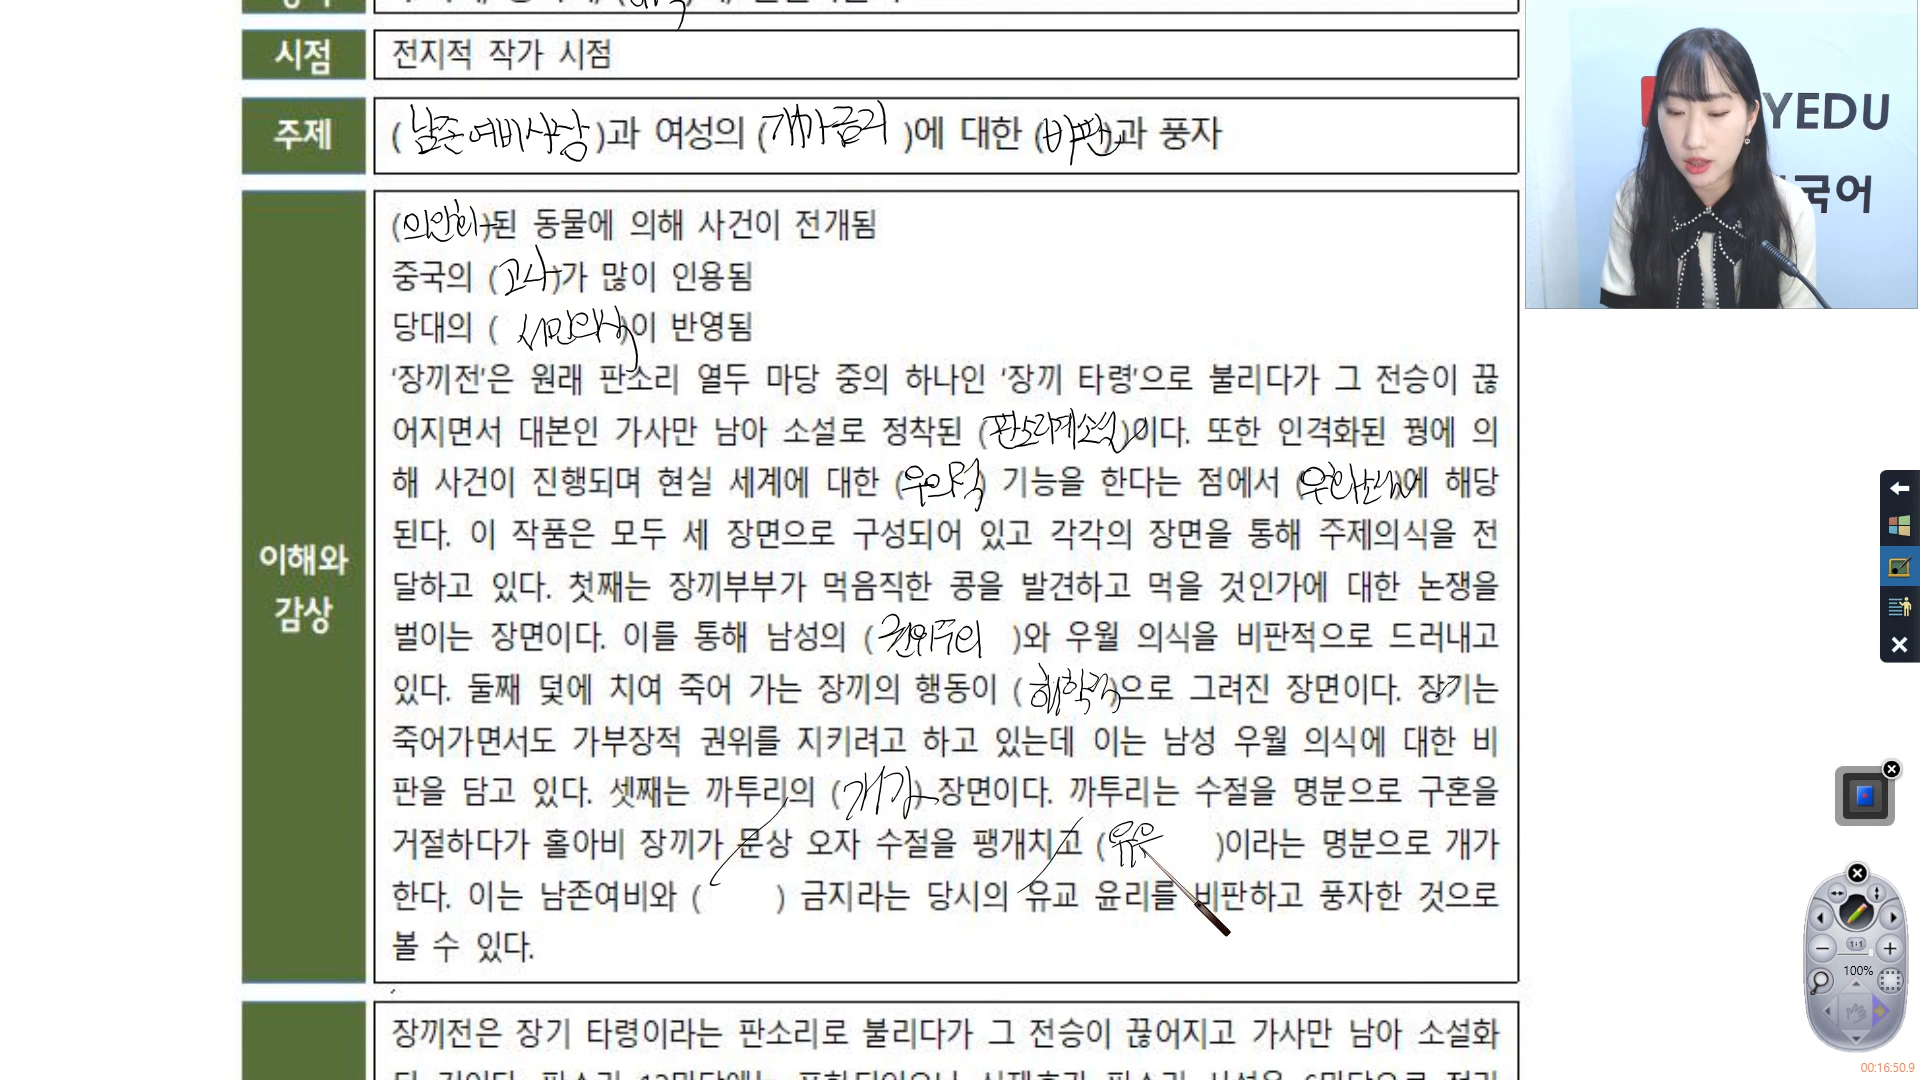 시점 전지적 작가 시점
YEDU
주제 (남존여비사상)과 여성의 (개가금지)에 대한 (비판)과 풍자
국어
(의인화)된 동물에 의해 사건이 전개됨
중국의 (고사)가 많이 인용됨
당대의 (서민의식)이 반영됨
‘장끼전’은 원래 판소리 열두 마당 중의 하나인 ‘장끼 타령’으로 불리다가 그 전승이 끊
어지면서 대본인 가사만 남아 소설로 정착된 (판소리계소설)이다. 또한 인격화된 꿩에 의
해 사건이 진행되며 현실 세계에 대한 (우의적) 기능을 한다는 점에서 (우화소설)에 해당
된다. 이 작품은 모두 세 장면으로 구성되어 있고 각각의 장면을 통해 주제의식을 전
이해와 감상
달하고 있다. 첫째는 장끼부부가 먹음직한 콩을 발견하고 먹을 것인가에 대한 논쟁을
벌이는 장면이다. 이를 통해 남성의 (권위주의 )와 우월 의식을 비판적으로 드러내고
있다. 둘째 덫에 치여 죽어 가는 장끼의 행동이 (해학적)으로 그려진 장면이다. 장기는
죽어가면서도 가부장적 권위를 지키려고 하고 있는데 이는 남성 우월 의식에 대한 비
판을 담고 있다. 셋째는 까투리의 (개가) 장면이다. 까투리는 수절을 명분으로 구혼을
거절하다가 홀아비 장끼가 문상 오자 수절을 팽개치고 (유유 )이라는 명분으로 개가
한다. 이는 남존여비와 ( ) 금지라는 당시의 유교 윤리를 비판하고 풍자한 것으로
볼 수 있다.
100%
장끼전은 장기 타령이라는 판소리로 불리다가 그 전승이 끊어지고 가사만 남아 소설화
00:16:50.9